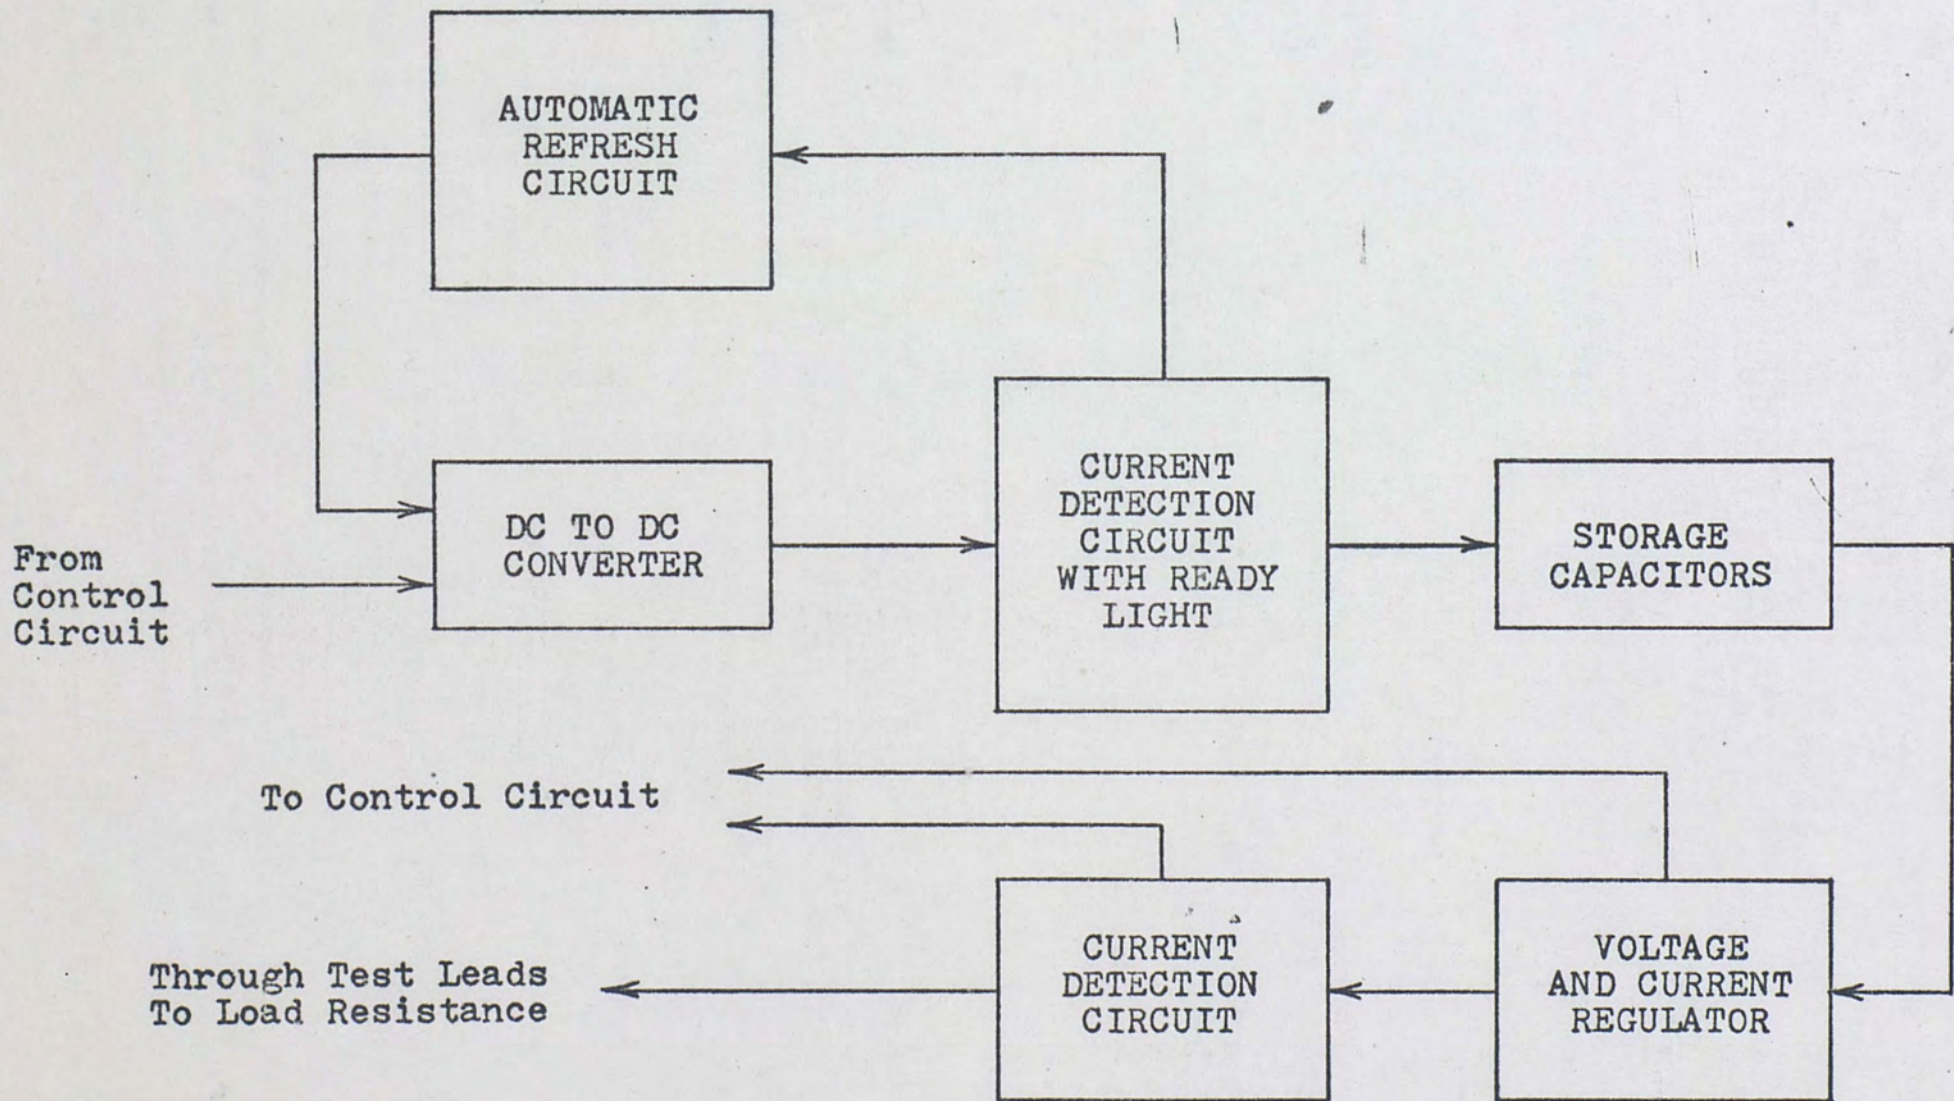 AUTOMATIC
REFRESH
CIRCUIT
From
Control
Circuit
DC TO DC
CONVERTER
CURRENT
DETECTION
CIRCUIT
WITH READY
LIGHT
STORAGE
CAPACITORS
To Control Circuit
Through Test Leads
To Load Resistance
CURRENT
DETECTION
CIRCUIT
VOLTAGE
AND CURRENT
REGULATOR